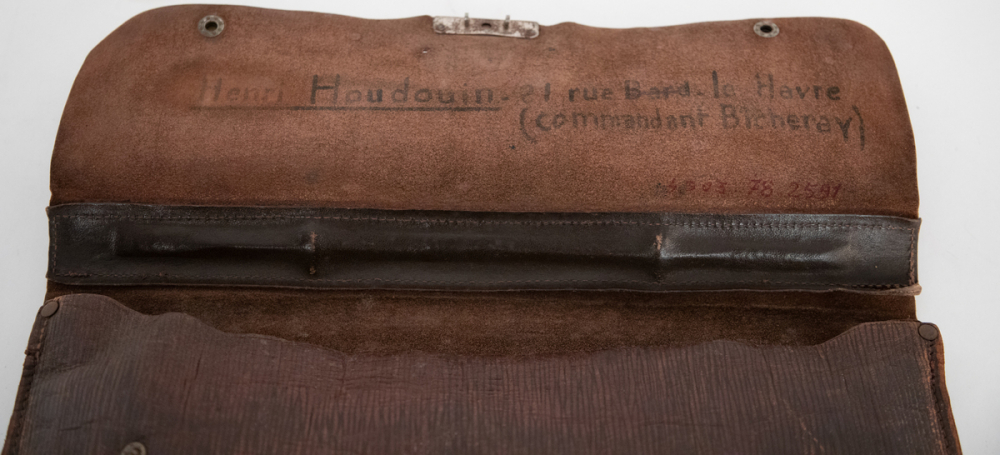 Henri Houdouin. 21 rue Bard. le Havre
(commandant Bicheray)
78 2591